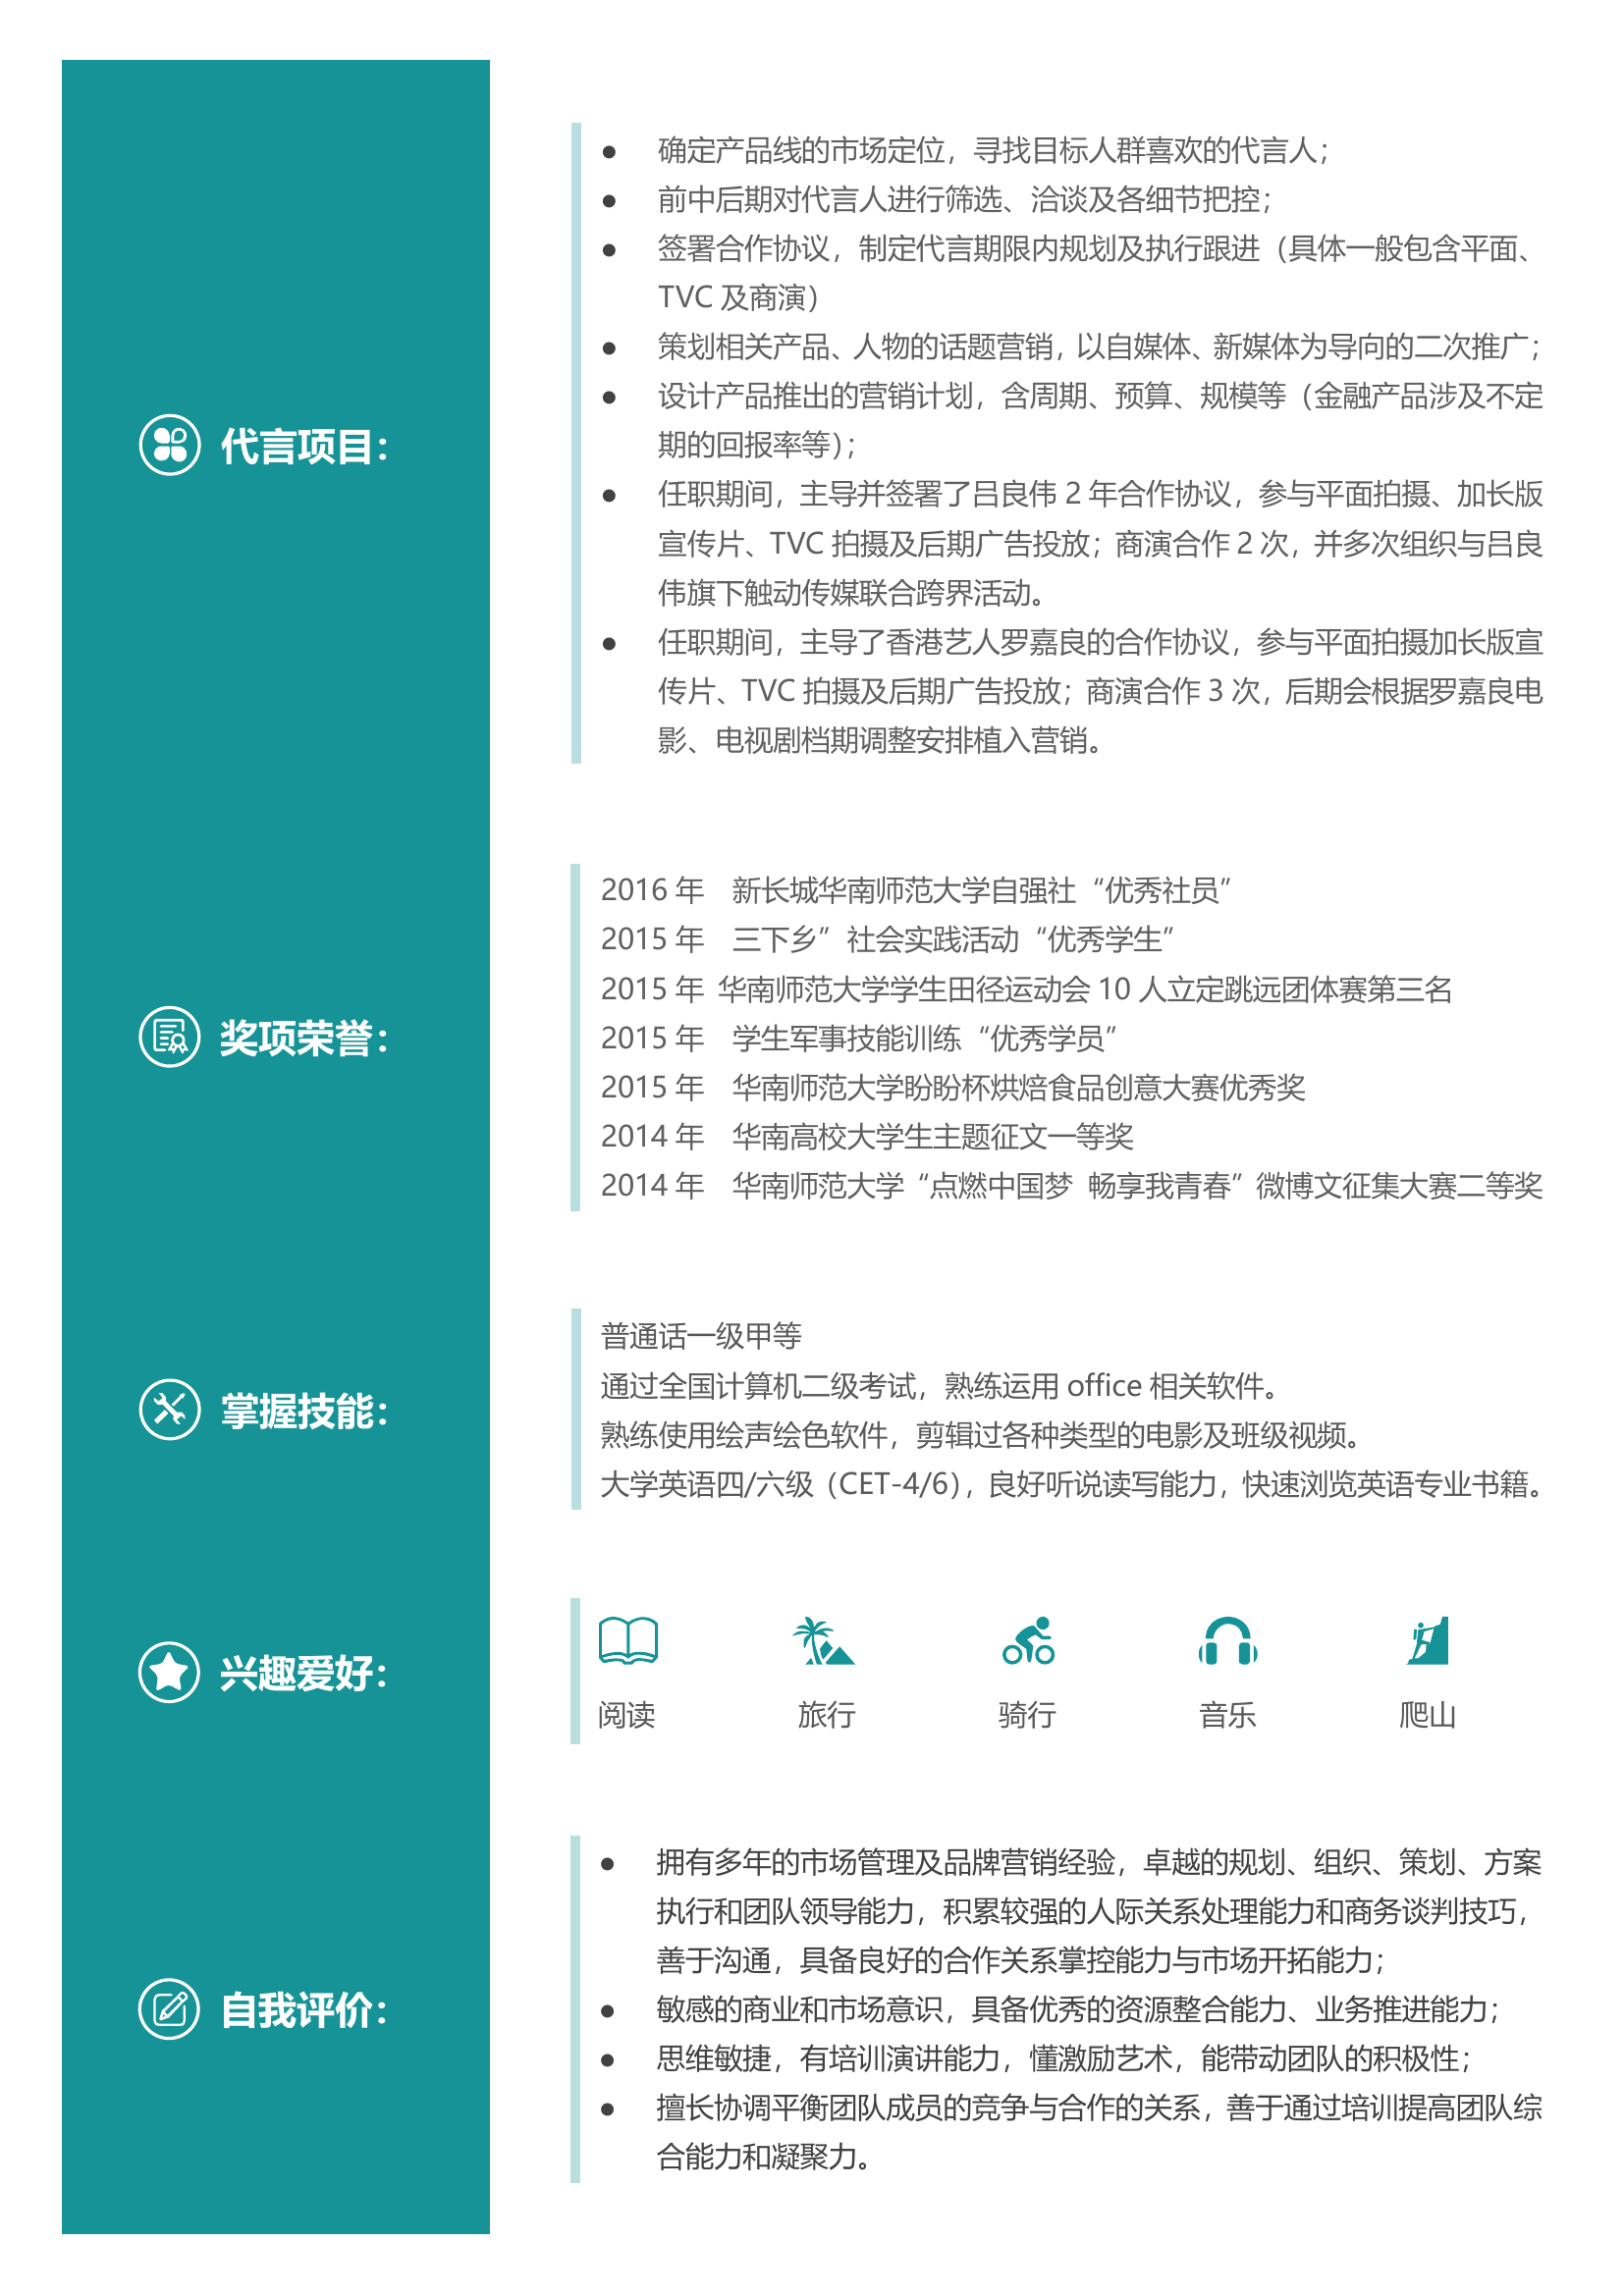 代言项目：
● 确定产品线的市场定位，寻找目标人群喜欢的代言人；
● 前中后期对代言人进行筛选、洽谈及各细节把控；
● 签署合作协议，制定代言期限内规划及执行跟进（具体一般包含平面、
TVC 及商演）
● 策划相关产品、人物的话题营销，以自媒体、新媒体为导向的二次推广；
● 设计产品推出的营销计划，含周期、预算、规模等（金融产品涉及不定
期的回报率等）；
● 任职期间，主导并签署了吕良伟 2 年合作协议，参与平面拍摄、加长版
宣传片、TVC 拍摄及后期广告投放；商演合作 2 次，并多次组织与吕良
伟旗下触动传媒联合跨界活动。
● 任职期间，主导了香港艺人罗嘉良的合作协议，参与平面拍摄加长版宣
传片、TVC 拍摄及后期广告投放；商演合作 3 次，后期会根据罗嘉良电
影、电视剧档期调整安排植入营销。
奖项荣誉：
2016 年 新长城华南师范大学自强社“优秀社员”
2015 年 三下乡”社会实践活动“优秀学生”
2015 年 华南师范大学学生田径运动会 10 人立定跳远团体赛第三名
2015 年 学生军事技能训练“优秀学员”
2015 年 华南师范大学盼盼杯烘焙食品创意大赛优秀奖
2014 年 华南高校大学生主题征文一等奖
2014 年 华南师范大学“点燃中国梦 畅享我青春”微博文征集大赛二等奖
掌握技能：
普通话一级甲等
通过全国计算机二级考试，熟练运用 office 相关软件。
熟练使用绘声绘色软件，剪辑过各种类型的电影及班级视频。
大学英语四/六级（CET-4/6），良好听说读写能力，快速浏览英语专业书籍。
兴趣爱好：
阅读 旅行 骑行 音乐 爬山
自我评价：
● 拥有多年的市场管理及品牌营销经验，卓越的规划、组织、策划、方案
执行和团队领导能力，积累较强的人际关系处理能力和商务谈判技巧，
善于沟通，具备良好的合作关系掌控能力与市场开拓能力；
● 敏感的商业和市场意识，具备优秀的资源整合能力、业务推进能力；
● 思维敏捷，有培训演讲能力，懂激励艺术，能带动团队的积极性；
● 擅长协调平衡团队成员的竞争与合作的关系，善于通过培训提高团队综
合能力和凝聚力。